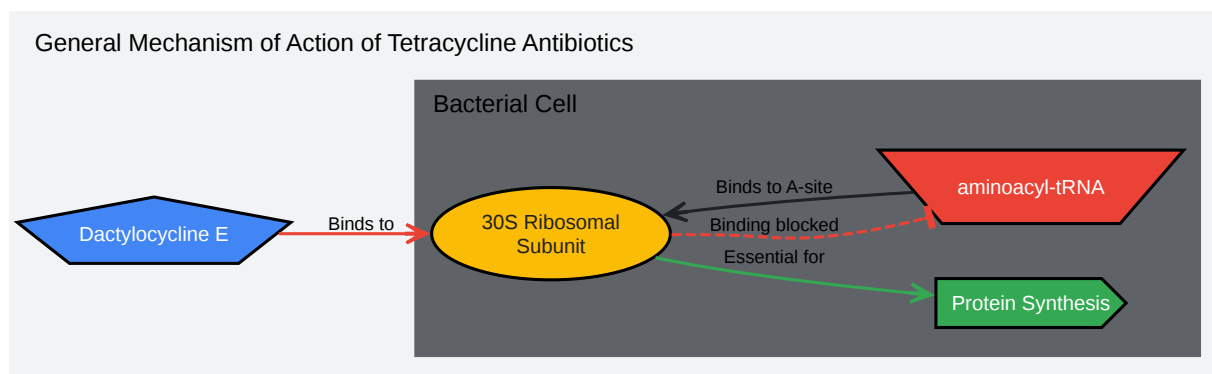 General Mechanism of Action of Tetracycline Antibiotics
Bacterial Cell
Dactylocycline E
Binds to
30S Ribosomal
Subunit
Binds to A-site
Binding blocked
Essential for
aminoacyl-tRNA
Protein Synthesis